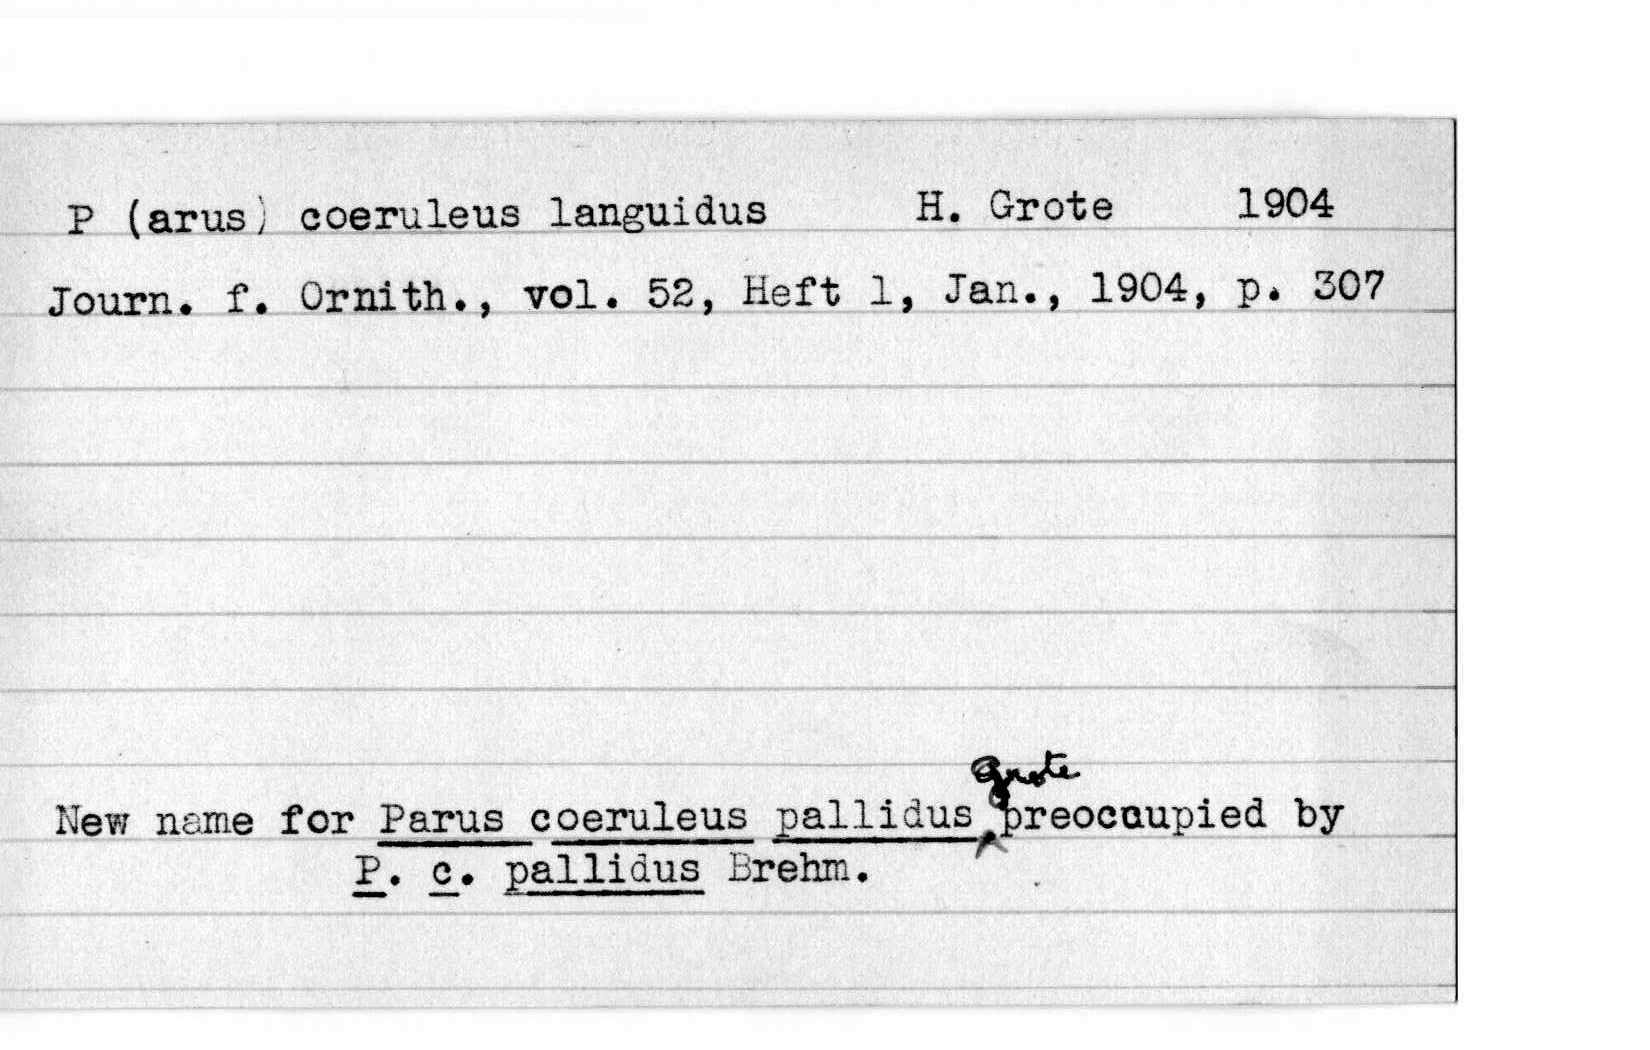 P (arus) coeruleus languidus H. Grote 1904
Journ. f. Ornith., vol. 52, Heft 1, Jan., 1904, p. 307
Grote
New name for Parus coeruleus pallidus, preoccupied by
P. c. pallidus Brehm.